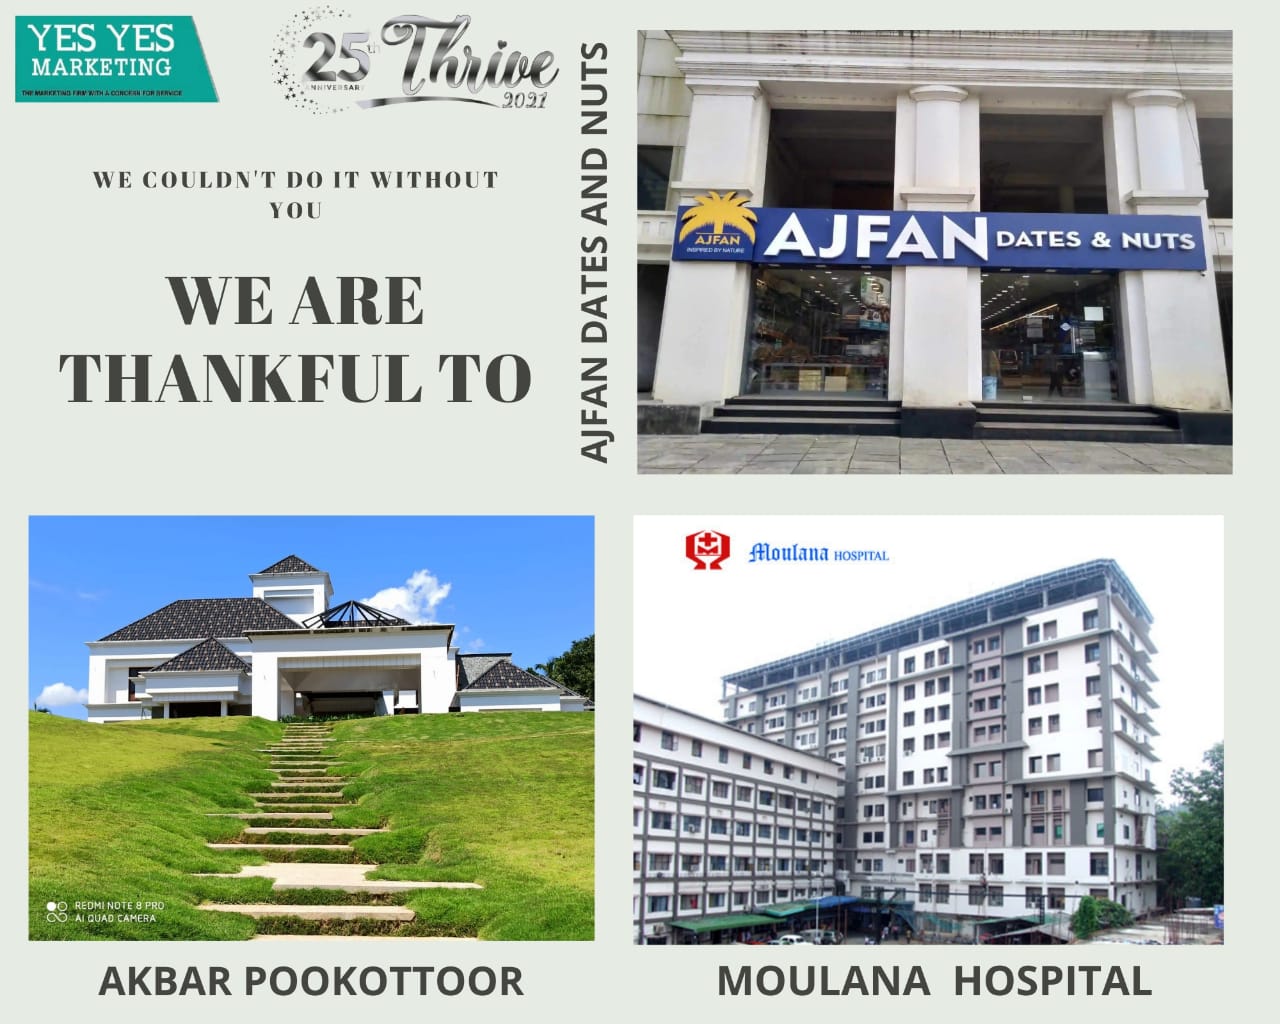 YES YES
MARKETING
THE MARKETING FIRM WITH A CONCERN FOR SERVICE
25th
ANNIVERSARY
Thrive
2021
WE COULDN'T DO IT WITHOUT
YOU
WE ARE
THANKFUL TO
AJFAN DATES AND NUTS
AJFAN
INSPIRED BY NATURE
AJFAN DATES & NUTS
Moulana HOSPITAL
REDMI NOTE 8 PRO
AI QUAD CAMERA
AKBAR POOKOTTOOR
MOULANA HOSPITAL